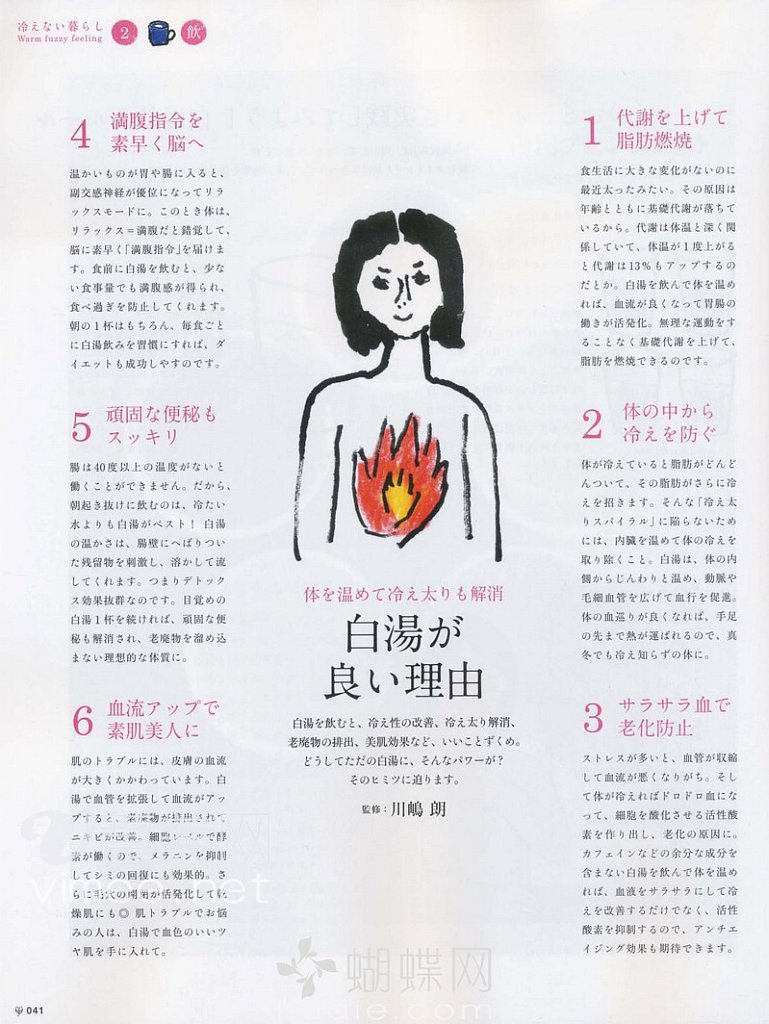 冷えない暮らし
Warm fuzzy feeling
2
飲
1
代謝を上げて
脂肪燃焼
食生活に大きな変化がないのに
最近太ったみたい。その原因は
年齢とともに基礎代謝が落ちて
いるから。代謝は体温と深く関
係していて、体温が1度上がる
と代謝は13%もアップするの
だとか。白湯を飲んで体を温め
れば、血流が良くなって胃腸の
働きが活発化。無理な運動をす
ることなく基礎代謝を上げて、
脂肪を燃焼できるのです。
2
体の中から
冷えを防ぐ
体が冷えていると脂肪がどんど
んついて、その脂肪がさらに冷
えを招きます。そんな「冷え太
りスパイラル」に陥らないため
には、内臓を温めて体の冷えを
取り除くこと。白湯は、体の内
側からじんわりと温め、動脈や
毛細血管を広げて血行を促進。
体の血巡りが良くなれば、手足
の先まで熱が運ばれるので、真
冬でも冷え知らずの体に。
3
サラサラ血で
老化防止
ストレスが多いと、血管が収縮
して血流が悪くなりがち。そし
て体が冷えればドロドロ血にな
って、細胞を酸化させる活性酸
素を作り出し、老化の原因に。
カフェインなどの余分な成分を
含まない白湯を飲んで体を温め
れば、血液をサラサラにして冷
えを改善するだけでなく、活性
酸素を抑制するので、アンチエ
イジング効果も期待できます。
4
満腹指令を
素早く脳へ
温かいものが胃や腸に入ると、
副交感神経が優位になってリラ
ックスモードに。このとき体は、
リラックス=満腹だと錯覚して、
脳に素早く「満腹指令」を届けま
す。食前に白湯を飲むと、少な
い食事量でも満腹感が得られ、
食べ過ぎを防止してくれます。
朝の1杯はもちろん、毎食ごと
に白湯飲みを習慣にすれば、ダ
イエットも成功しやすのです。
5
頑固な便秘も
スッキリ
腸は40度以上の温度がないと
働くことができません。だから、
朝起き抜けに飲むのは、冷たい
水よりも白湯がベスト! 白湯
の温かさは、腸壁にへばりつい
た残留物を刺激し、溶かして流
してくれます。つまりデトック
ス効果抜群なのです。目覚めの
白湯1杯を続ければ、頑固な便
秘も解消され、老廃物を溜め込
まない理想的な体質に。
6
血流アップで
素肌美人に
肌のトラブルには、皮膚の血流
が大きくかかわっています。白
湯で血管を拡張して血流がアッ
プすると、老廃物が排出されて
ニキビが改善。細胞レベルで酵
素が働くので、メラニンを抑制
してシミの回復にも効果的。さ
らに毛穴の開閉が活発化して乾
燥肌にも◎ 肌トラブルでお悩
みの人は、白湯で血色のいいツ
ヤ肌を手に入れて。
体を温めて冷え太りも解消
白湯が
良い理由
白湯を飲むと、冷え性の改善、冷え太り解消、
老廃物の排出、美肌効果など、いいことずくめ。
どうしてただの白湯に、そんなパワーが?
そのヒミツに迫ります。
監修:川嶋 朗
041
蝴蝶网